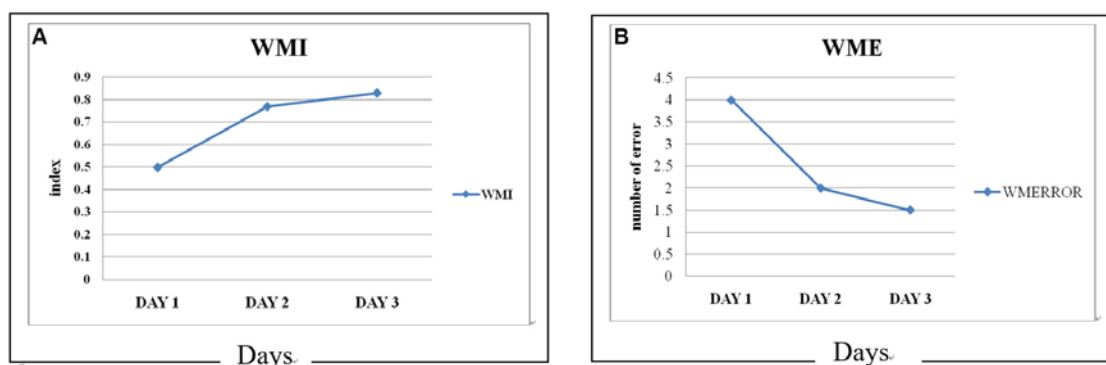 A
WMI
0.9
0.8
0.7
0.6
0.5
0.4
0.3
0.2
0.1
0
index
DAY 1 DAY 2 DAY 3
WMI
Days
B
WME
4.5
4
3.5
3
2.5
2
1.5
1
0.5
0
number of error
DAY 1 DAY 2 DAY 3
WMERROR
Days